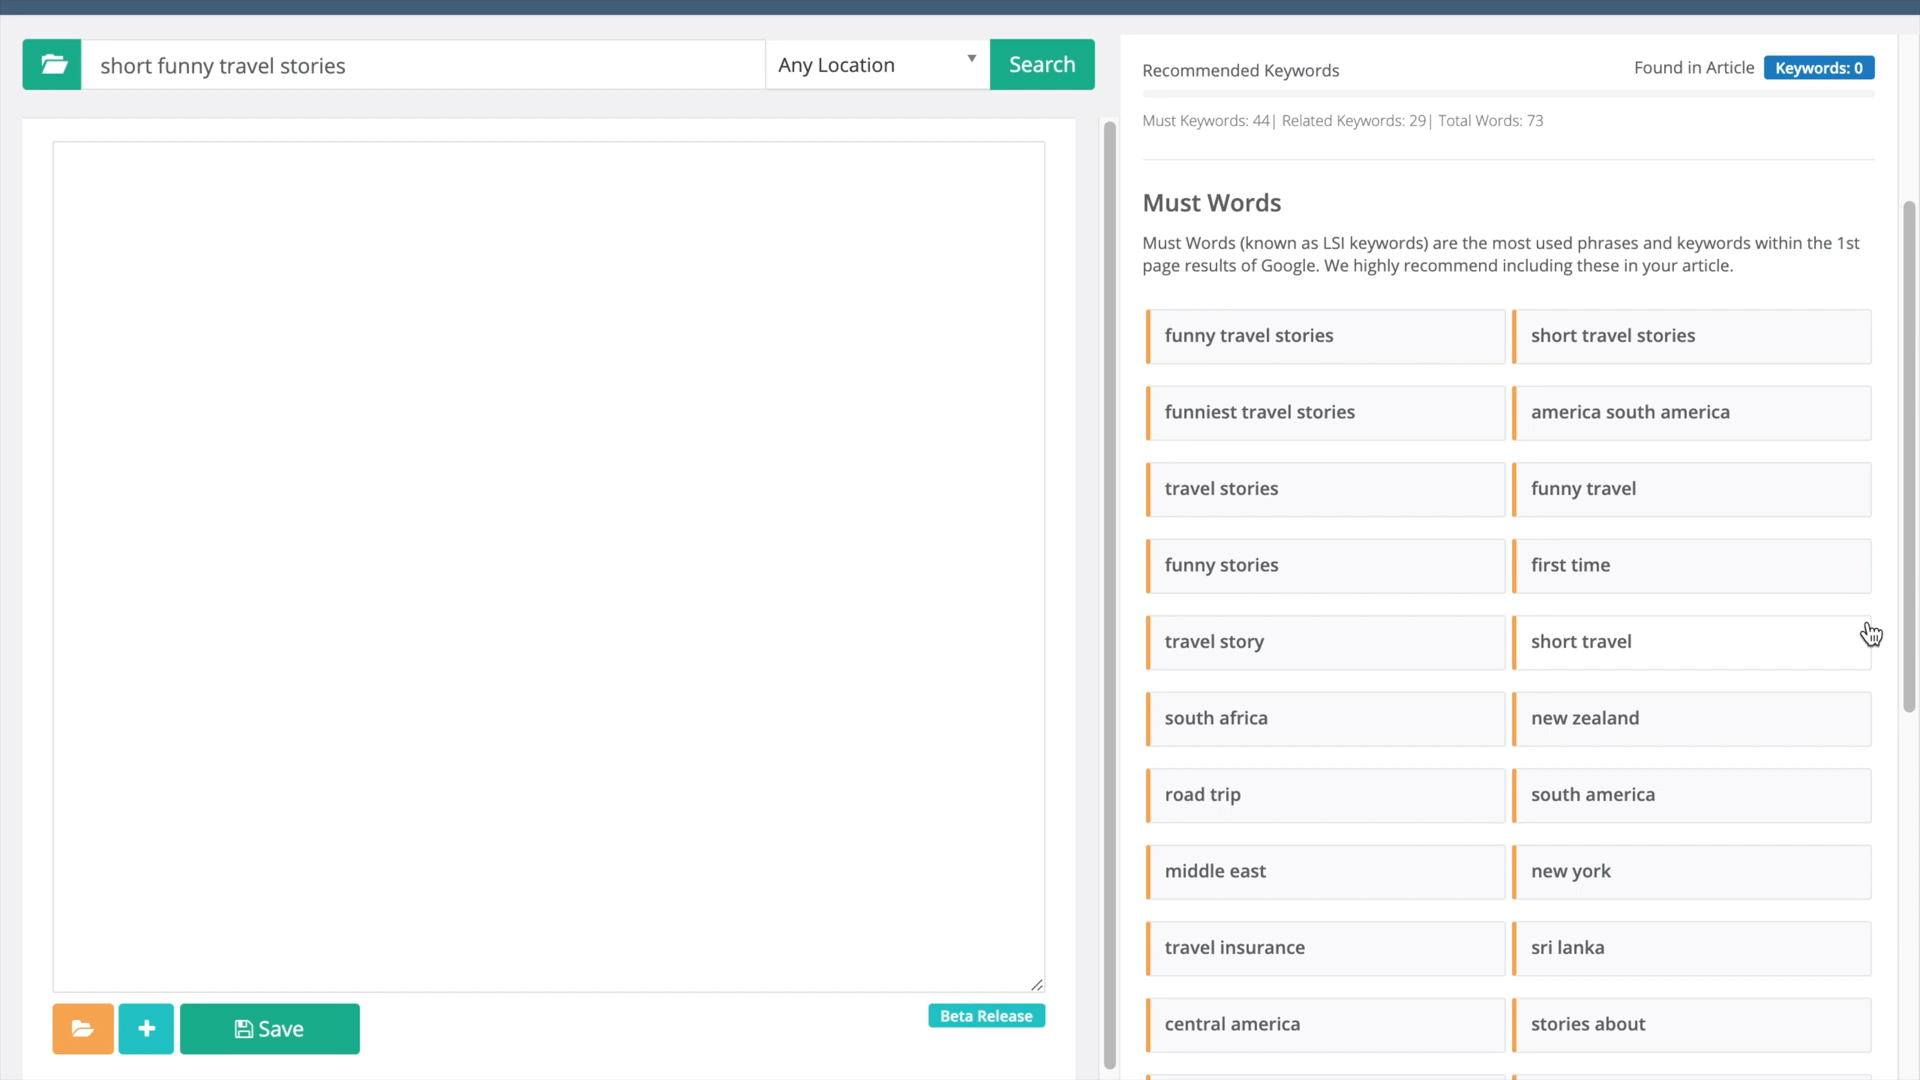 short funny travel stories
Any Location
Search
Recommended Keywords
Found in Article
Keywords: 0
Must Keywords: 44| Related Keywords: 29| Total Words: 73
Must Words
Must Words (known as LSI keywords) are the most used phrases and keywords within the 1st
page results of Google. We highly recommend including these in your article.
funny travel stories
short travel stories
funniest travel stories
america south america
travel stories
funny travel
funny stories
first time
travel story
short travel
south africa
new zealand
road trip
south america
middle east
new york
travel insurance
sri lanka
central america
stories about
Save
Beta Release